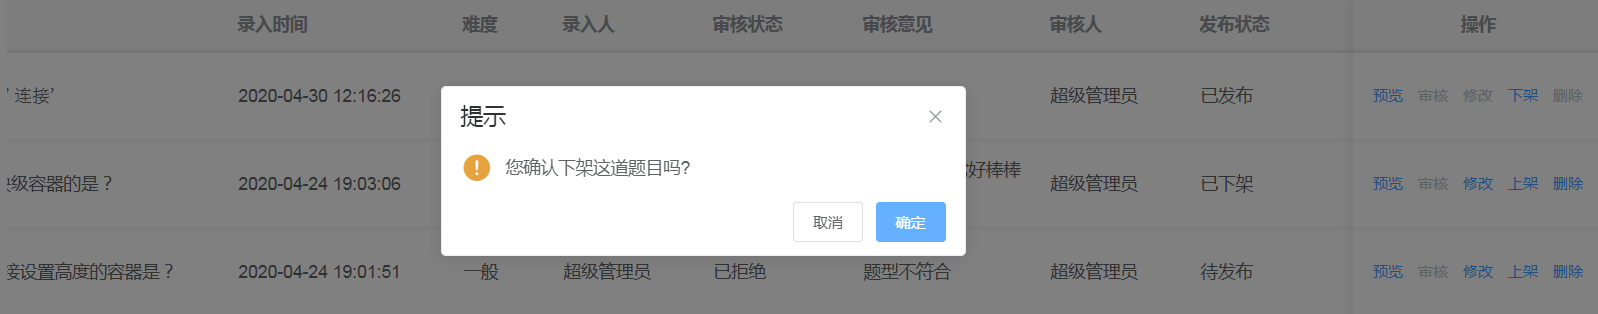 录入时间 难度 录入人 审核状态 审核意见 审核人 发布状态 操作
’ 连接’ 2020-04-30 12:16:26 超级管理员 已发布 预览 审核 修改 下架 删除
提示
您确认下架这道题目吗?
取消 确定
级容器的是？ 2020-04-24 19:03:06 好棒棒 超级管理员 已下架 预览 审核 修改 上架 删除
接设置高度的容器是？ 2020-04-24 19:01:51 一般 超级管理员 已拒绝 题型不符合 超级管理员 待发布 预览 审核 修改 上架 删除